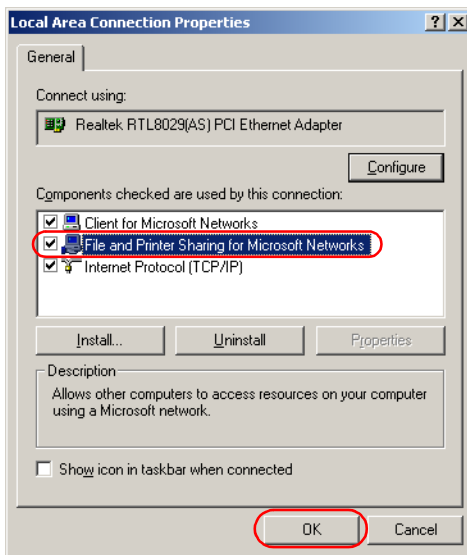 Local Area Connection Properties
General
Connect using:
Realtek RTL8029(AS) PCI Ethernet Adapter
Configure
Components checked are used by this connection:
Client for Microsoft Networks
File and Printer Sharing for Microsoft Networks
Internet Protocol (TCP/IP)
Install...
Uninstall
Properties
Description
Allows other computers to access resources on your computer
using a Microsoft network.
Show icon in taskbar when connected
OK
Cancel